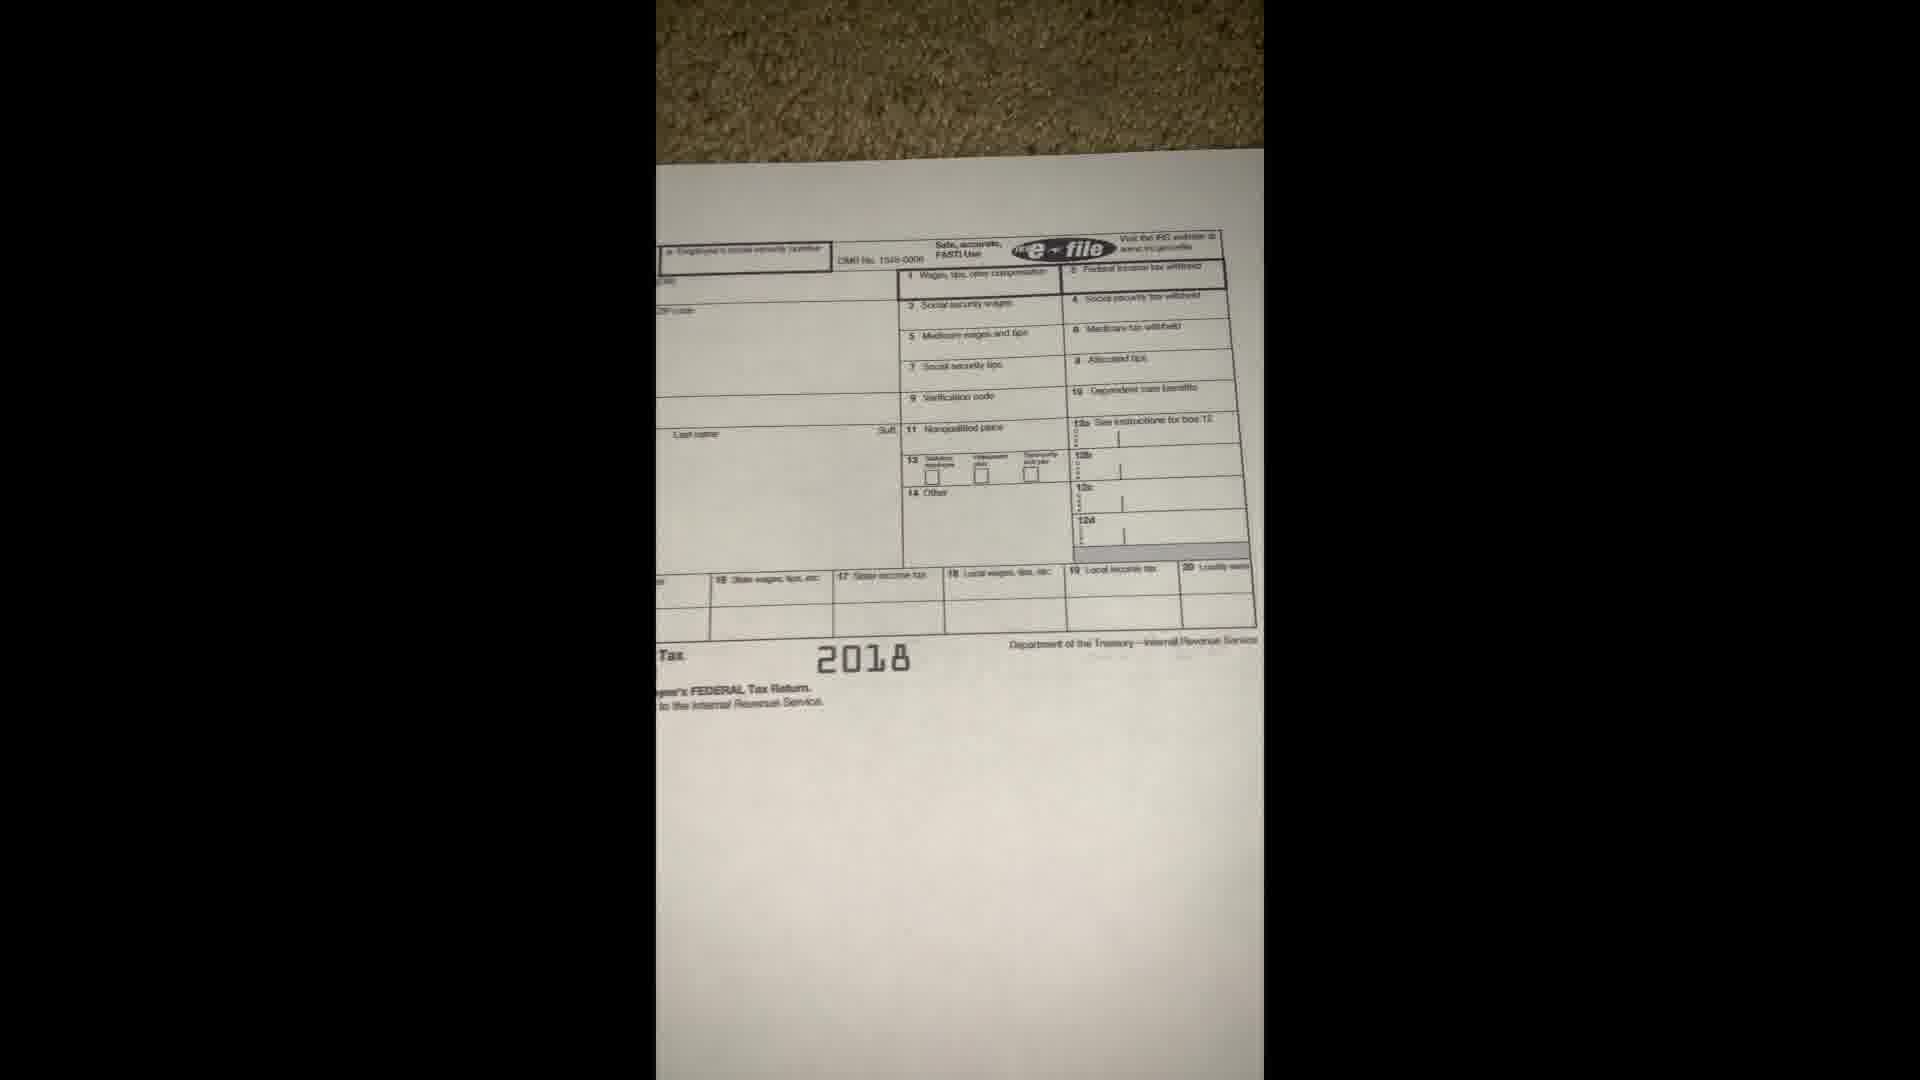 a Employee's social security number
OMB No. 1545-0008
Safe, accurate,
FAST! Use
e file
Visit the IRS website at
www.irs.gov/efile
1 Wages, tips, other compensation
2 Federal income tax withheld
ZIP code
3 Social security wages
4 Social security tax withheld
5 Medicare wages and tips
6 Medicare tax withheld
7 Social security tips
8 Allocated tips
9 Verification code
10 Dependent care benefits
Last name
Suff.
11 Nonqualified plans
12a See instructions for box 12
13 Statutory employee
Retirement plan
Third-party sick pay
12b
14 Other
12c
12d
16 State wages, tips, etc.
17 State income tax
18 Local wages, tips, etc.
19 Local income tax
20 Locality name
Tax
2018
Department of the Treasury—Internal Revenue Service
yee's FEDERAL Tax Return.
to the Internal Revenue Service.